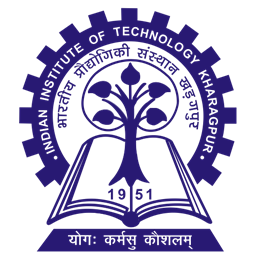 • INDIAN INSTITUTE OF TECHNOLOGY KHARAGPUR •
भारतीय प्रौद्योगिकी संस्थान खड़गपुर
1951
योगः कर्मसु कौशलम्